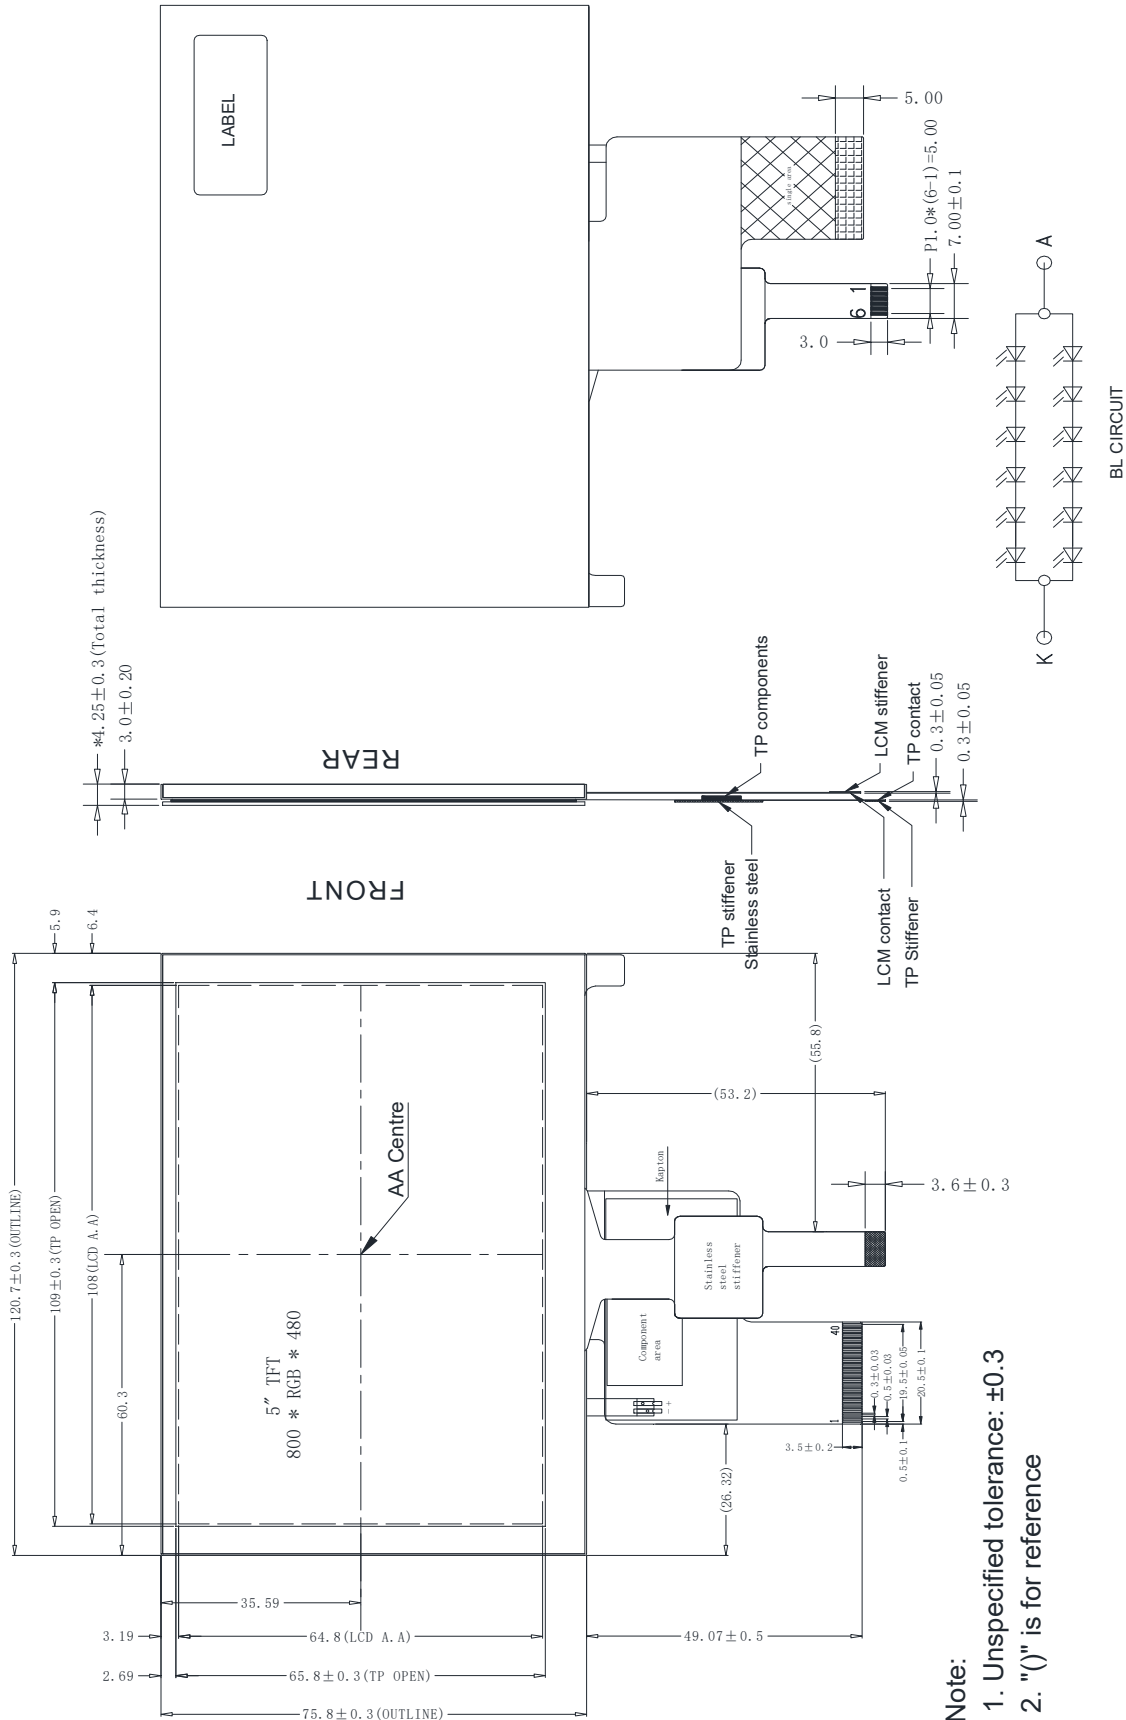 120.7±0.3(OUTLINE)
109±0.3(TP OPEN)
108(LCD A.A)
60.3
5.9
6.4
5″ TFT
800 * RGB * 480
AA Centre
35.59
3.19
64.8(LCD A.A)
2.69
65.8±0.3(TP OPEN)
75.8±0.3(OUTLINE)
49.07±0.5
(26.32)
(53.2)
(55.8)
Kapton
Stainless
steel
stiffener
Component
area
- +
3.6±0.3
1
40
3.5±0.2
0.3±0.03
0.5±0.03
19.5±0.05
20.5±0.1
0.5±0.1
FRONT
REAR
*4.25±0.3(Total thickness)
3.0±0.20
TP components
TP stiffener
Stainless steel
LCM stiffener
TP contact
LCM contact
TP Stiffener
0.3±0.05
0.3±0.05
LABEL
single area
5.00
6 1
3.0
P1.0*(6-1)=5.00
7.00±0.1
K
A
BL CIRCUIT
Note:
1. Unspecified tolerance: ±0.3
2. "()" is for reference